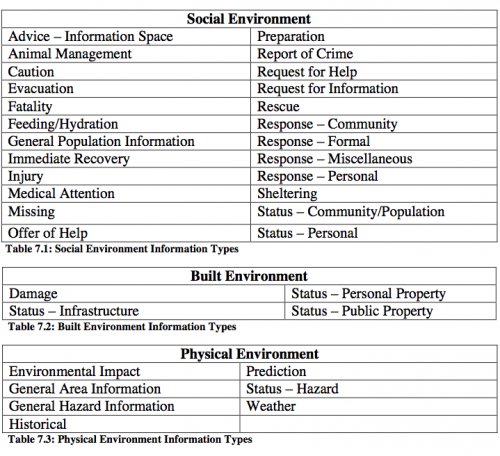 Social Environment
Advice – Information Space Preparation
Animal Management Report of Crime
Caution Request for Help
Evacuation Request for Information
Fatality Rescue
Feeding/Hydration Response – Community
General Population Information Response – Formal
Immediate Recovery Response – Miscellaneous
Injury Response – Personal
Medical Attention Sheltering
Missing Status – Community/Population
Offer of Help Status – Personal
Table 7.1: Social Environment Information Types
Built Environment
Damage Status – Personal Property
Status – Infrastructure Status – Public Property
Table 7.2: Built Environment Information Types
Physical Environment
Environmental Impact Prediction
General Area Information Status – Hazard
General Hazard Information Weather
Historical
Table 7.3: Physical Environment Information Types